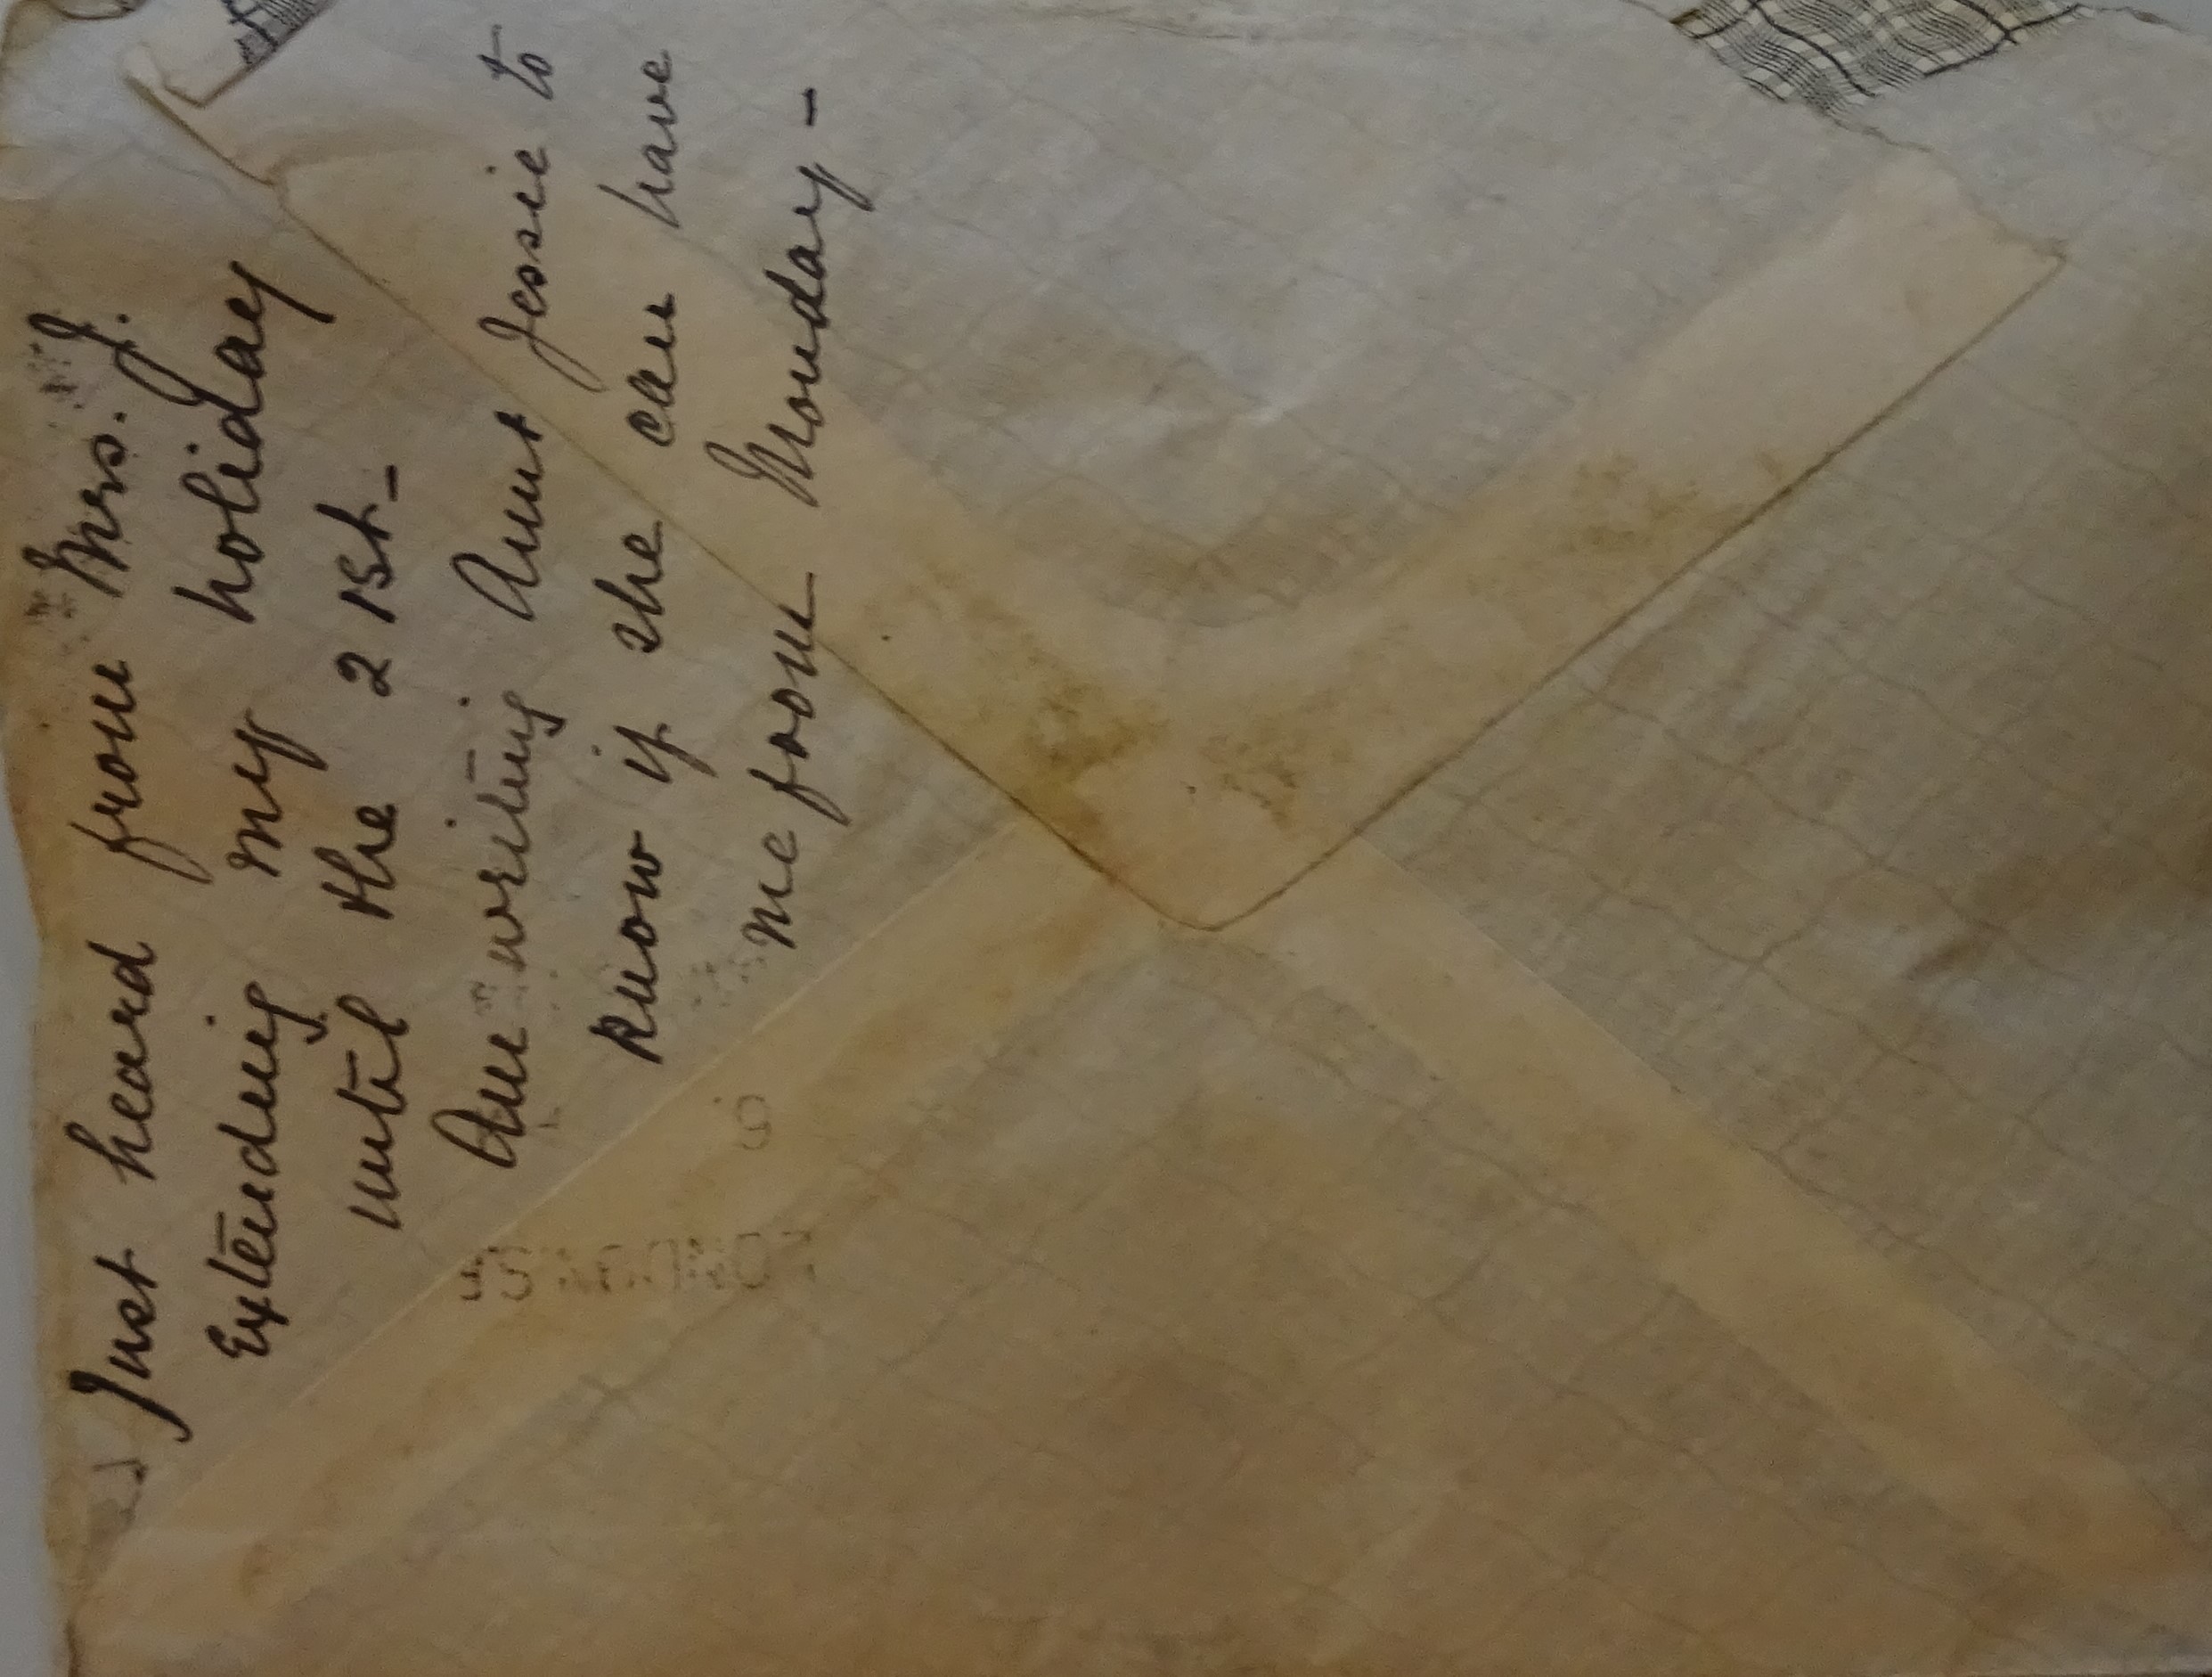 Just heard from Mrs. J.
Extending my holiday
until the 21st -
Am writing Aunt Jessie to
know if she can have
me from Monday -